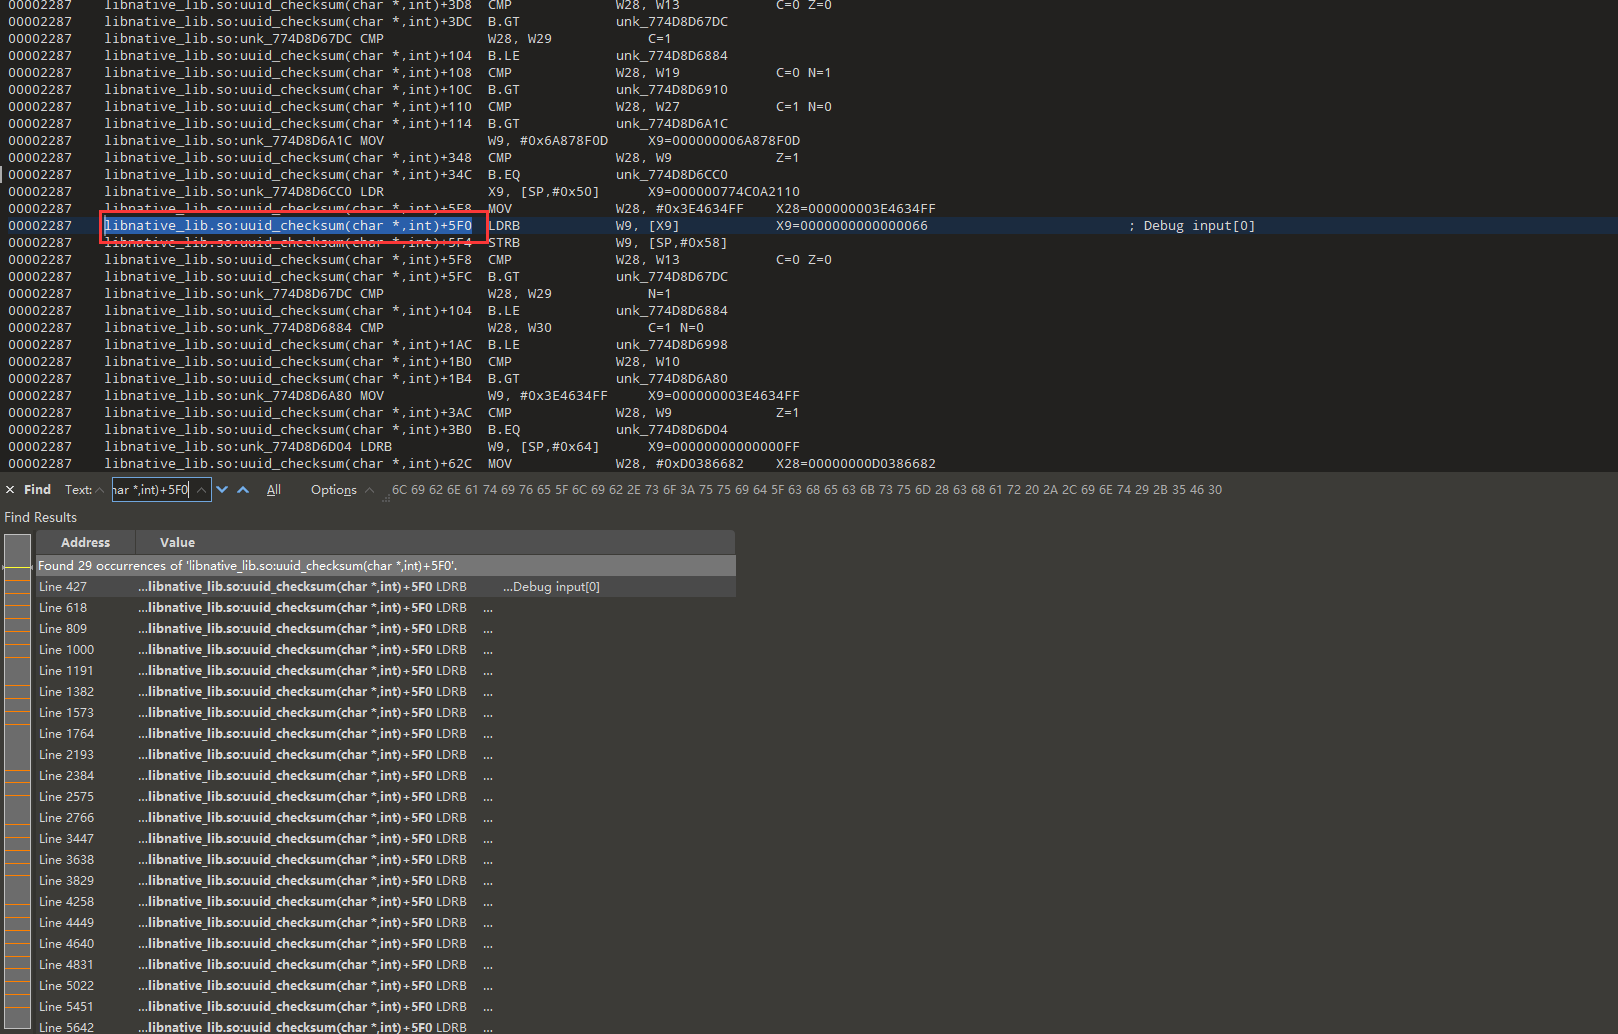 00002287 libnative_lib.so:uuid_checksum(char *,int)+3D8 CMP W28, W13 C=0 Z=0
00002287 libnative_lib.so:uuid_checksum(char *,int)+3DC B.GT unk_774D8D67DC
00002287 libnative_lib.so:unk_774D8D67DC CMP W28, W29 C=1
00002287 libnative_lib.so:uuid_checksum(char *,int)+104 B.LE unk_774D8D6884
00002287 libnative_lib.so:uuid_checksum(char *,int)+108 CMP W28, W19 C=0 N=1
00002287 libnative_lib.so:uuid_checksum(char *,int)+10C B.GT unk_774D8D6910
00002287 libnative_lib.so:uuid_checksum(char *,int)+110 CMP W28, W27 C=1 N=0
00002287 libnative_lib.so:uuid_checksum(char *,int)+114 B.GT unk_774D8D6A1C
00002287 libnative_lib.so:unk_774D8D6A1C MOV W9, #0x6A878F0D X9=000000006A878F0D
00002287 libnative_lib.so:uuid_checksum(char *,int)+348 CMP W28, W9 Z=1
00002287 libnative_lib.so:uuid_checksum(char *,int)+34C B.EQ unk_774D8D6CC0
00002287 libnative_lib.so:unk_774D8D6CC0 LDR X9, [SP,#0x50] X9=000000774C0A2110
00002287 libnative_lib.so:uuid_checksum(char *,int)+5E8 MOV W28, #0x3E4634FF X28=000000003E4634FF
00002287 libnative_lib.so:uuid_checksum(char *,int)+5F0 LDRB W9, [X9] X9=0000000000000066 ; Debug input[0]
00002287 libnative_lib.so:uuid_checksum(char *,int)+5F4 STRB W9, [SP,#0x58]
00002287 libnative_lib.so:uuid_checksum(char *,int)+5F8 CMP W28, W13 C=0 Z=0
00002287 libnative_lib.so:uuid_checksum(char *,int)+5FC B.GT unk_774D8D67DC
00002287 libnative_lib.so:unk_774D8D67DC CMP W28, W29 N=1
00002287 libnative_lib.so:uuid_checksum(char *,int)+104 B.LE unk_774D8D6884
00002287 libnative_lib.so:unk_774D8D6884 CMP W28, W30 C=1 N=0
00002287 libnative_lib.so:uuid_checksum(char *,int)+1AC B.LE unk_774D8D6998
00002287 libnative_lib.so:uuid_checksum(char *,int)+1B0 CMP W28, W10
00002287 libnative_lib.so:uuid_checksum(char *,int)+1B4 B.GT unk_774D8D6A80
00002287 libnative_lib.so:unk_774D8D6A80 MOV W9, #0x3E4634FF X9=000000003E4634FF
00002287 libnative_lib.so:uuid_checksum(char *,int)+3AC CMP W28, W9 Z=1
00002287 libnative_lib.so:uuid_checksum(char *,int)+3B0 B.EQ unk_774D8D6D04
00002287 libnative_lib.so:unk_774D8D6D04 LDRB W9, [SP,#0x64] X9=00000000000000FF
00002287 libnative_lib.so:uuid_checksum(char *,int)+62C MOV W28, #0xD0386682 X28=00000000D0386682
Find Text: har *,int)+5F0 All Options 6C 69 62 6E 61 74 69 76 65 5F 6C 69 62 2E 73 6F 3A 75 75 69 64 5F 63 68 65 63 6B 73 75 6D 28 63 68 61 72 20 2A 2C 69 6E 74 29 2B 35 46 30
Find Results
Address Value
Found 29 occurrences of 'libnative_lib.so:uuid_checksum(char *,int)+5F0'.
Line 427 ...libnative_lib.so:uuid_checksum(char *,int)+5F0 LDRB ...Debug input[0]
Line 618 ...libnative_lib.so:uuid_checksum(char *,int)+5F0 LDRB ...
Line 809 ...libnative_lib.so:uuid_checksum(char *,int)+5F0 LDRB ...
Line 1000 ...libnative_lib.so:uuid_checksum(char *,int)+5F0 LDRB ...
Line 1191 ...libnative_lib.so:uuid_checksum(char *,int)+5F0 LDRB ...
Line 1382 ...libnative_lib.so:uuid_checksum(char *,int)+5F0 LDRB ...
Line 1573 ...libnative_lib.so:uuid_checksum(char *,int)+5F0 LDRB ...
Line 1764 ...libnative_lib.so:uuid_checksum(char *,int)+5F0 LDRB ...
Line 2193 ...libnative_lib.so:uuid_checksum(char *,int)+5F0 LDRB ...
Line 2384 ...libnative_lib.so:uuid_checksum(char *,int)+5F0 LDRB ...
Line 2575 ...libnative_lib.so:uuid_checksum(char *,int)+5F0 LDRB ...
Line 2766 ...libnative_lib.so:uuid_checksum(char *,int)+5F0 LDRB ...
Line 3447 ...libnative_lib.so:uuid_checksum(char *,int)+5F0 LDRB ...
Line 3638 ...libnative_lib.so:uuid_checksum(char *,int)+5F0 LDRB ...
Line 3829 ...libnative_lib.so:uuid_checksum(char *,int)+5F0 LDRB ...
Line 4258 ...libnative_lib.so:uuid_checksum(char *,int)+5F0 LDRB ...
Line 4449 ...libnative_lib.so:uuid_checksum(char *,int)+5F0 LDRB ...
Line 4640 ...libnative_lib.so:uuid_checksum(char *,int)+5F0 LDRB ...
Line 4831 ...libnative_lib.so:uuid_checksum(char *,int)+5F0 LDRB ...
Line 5022 ...libnative_lib.so:uuid_checksum(char *,int)+5F0 LDRB ...
Line 5451 ...libnative_lib.so:uuid_checksum(char *,int)+5F0 LDRB ...
Line 5642 ...libnative_lib.so:uuid_checksum(char *,int)+5F0 LDRB ...